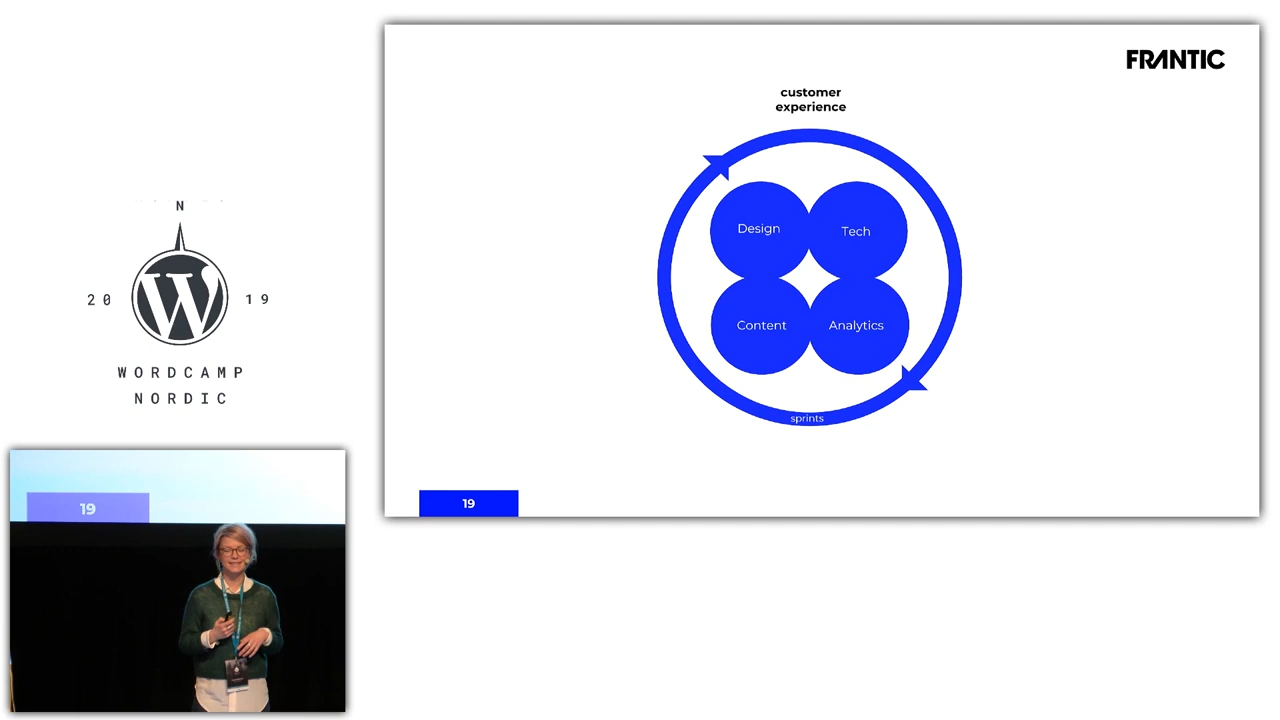 N
20 19
WORDCAMP
NORDIC
19
FRANTIC
customer
experience
Design
Tech
Content
Analytics
sprints
19